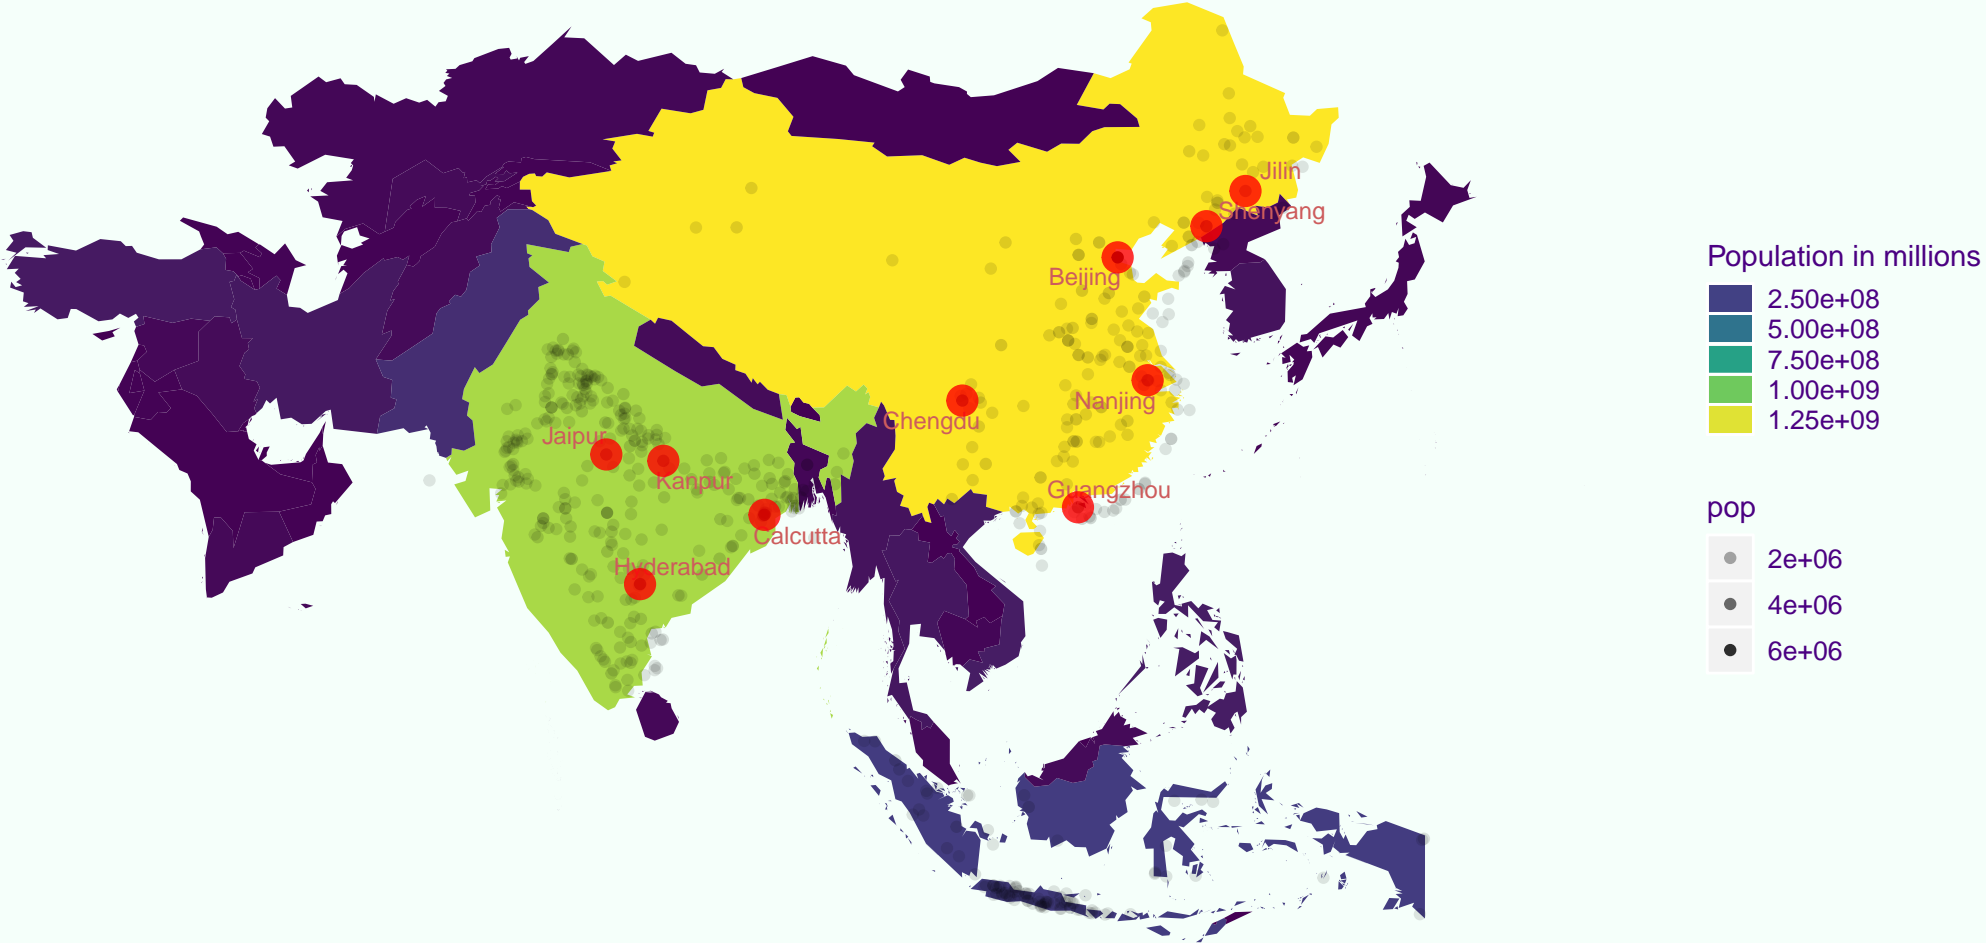 Jilin
Shenyang
Beijing
Nanjing
Chengdu
Jaipur
Kanpur
Guangzhou
Calcutta
Hyderabad
Population in millions
2.50e+08
5.00e+08
7.50e+08
1.00e+09
1.25e+09
pop
2e+06
4e+06
6e+06